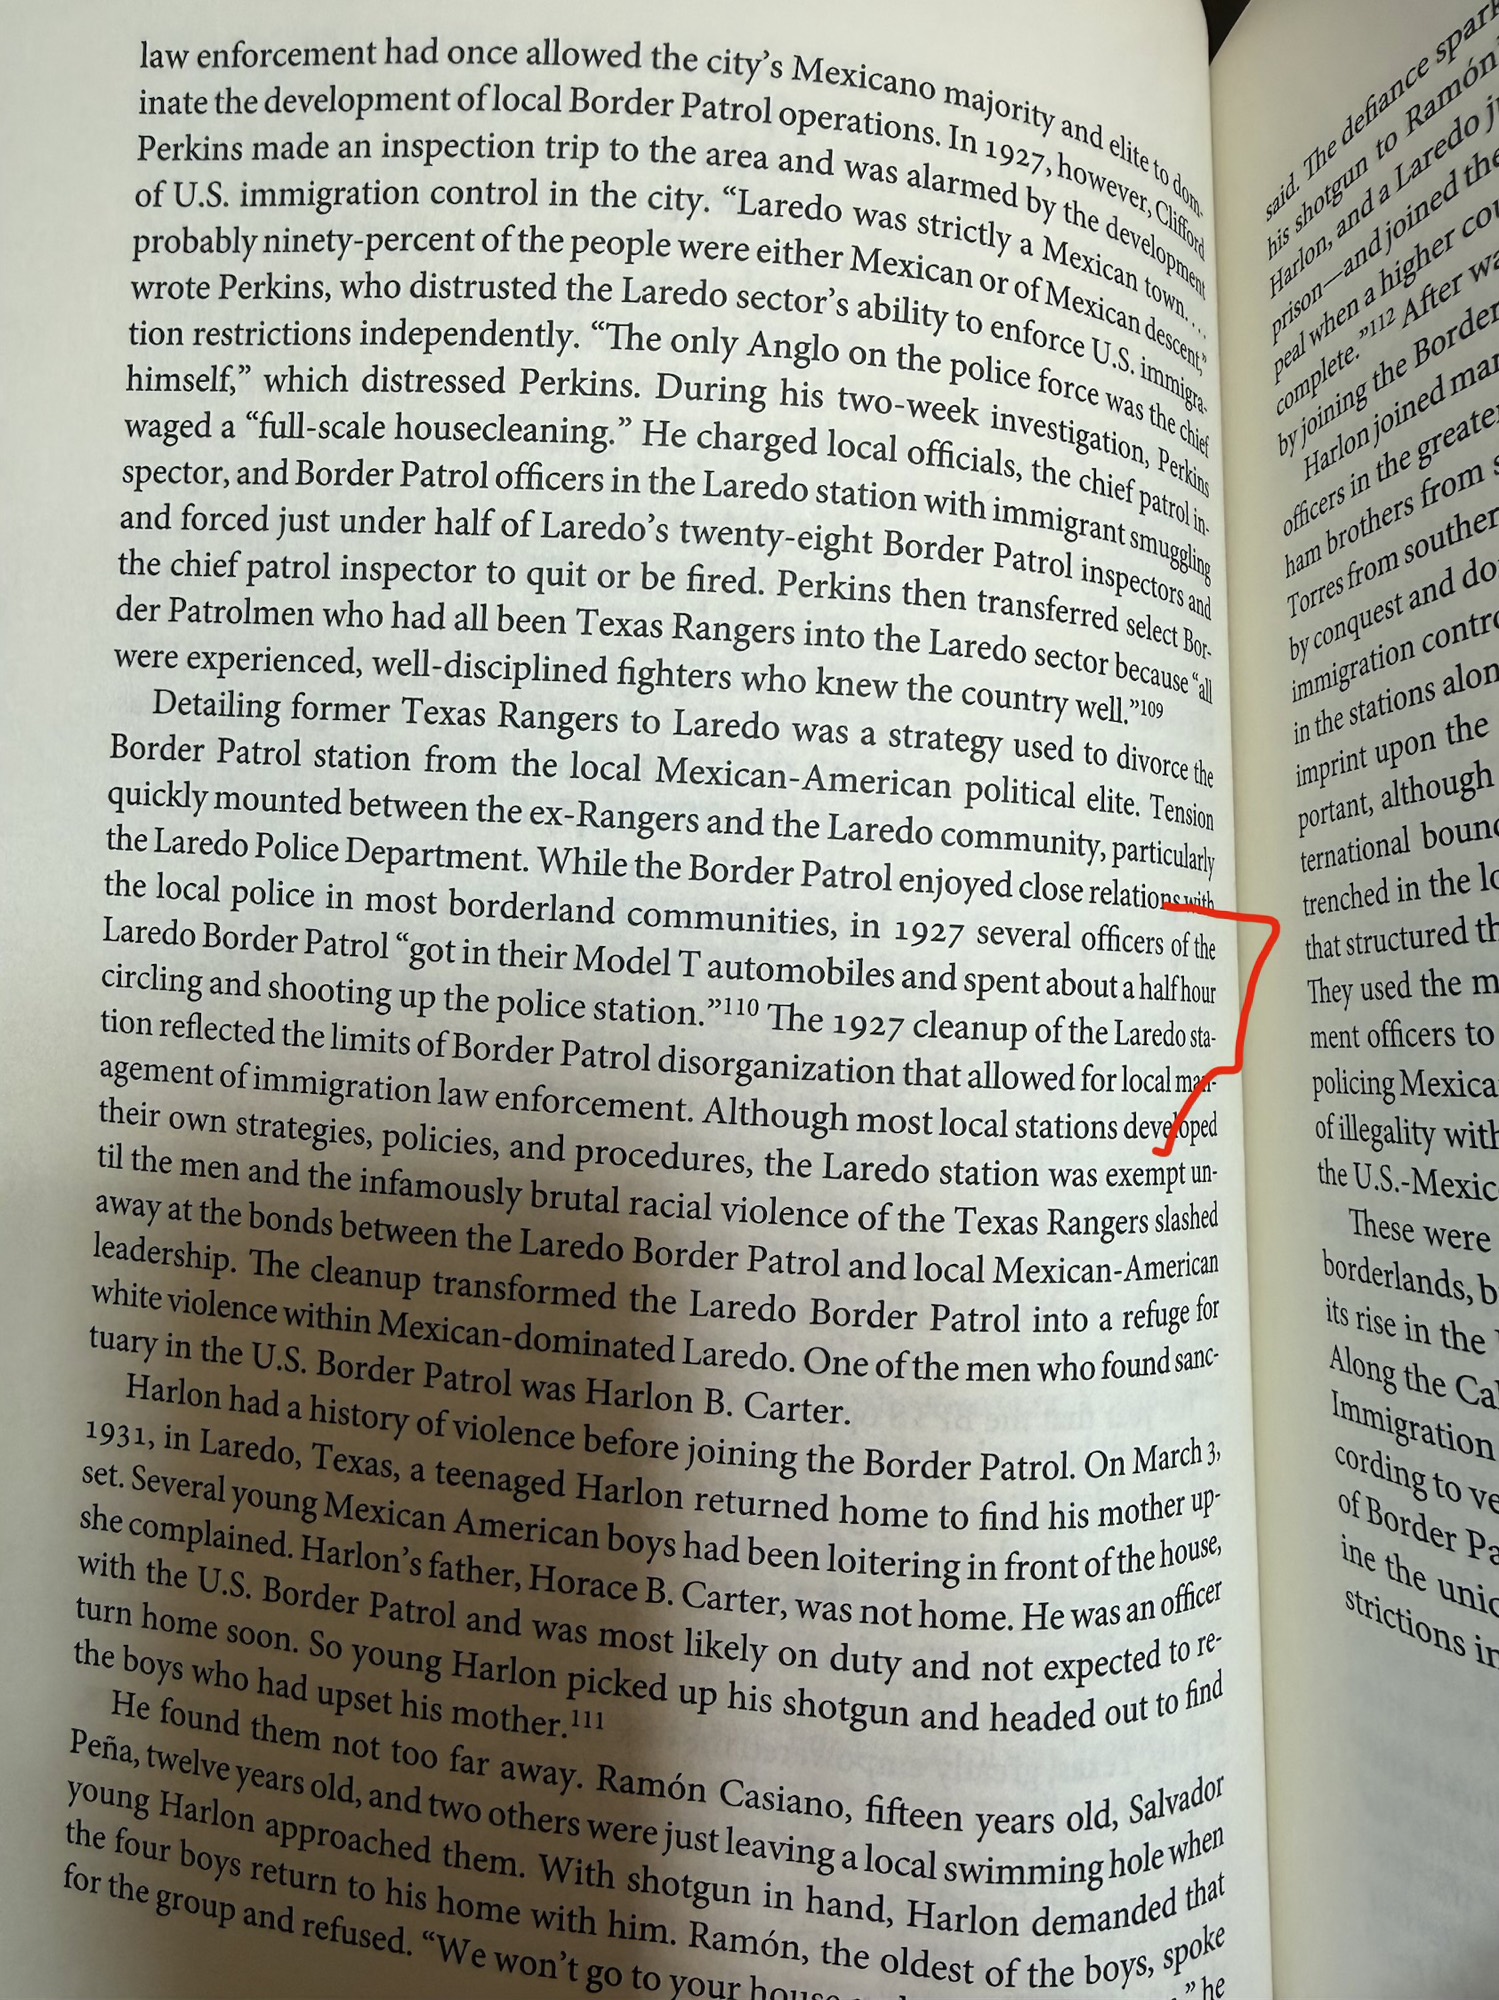 law enforcement had once allowed the city's Mexicano majority and elite to dom-
inate the development of local Border Patrol operations. In 1927, however, Clifford
Perkins made an inspection trip to the area and was alarmed by the development
of U.S. immigration control in the city. “Laredo was strictly a Mexican town. . . .
probably ninety-percent of the people were either Mexican or of Mexican descent,”
wrote Perkins, who distrusted the Laredo sector's ability to enforce U.S. immigra-
tion restrictions independently. “The only Anglo on the police force was the chief
himself,” which distressed Perkins. During his two-week investigation, Perkins
waged a “full-scale housecleaning.” He charged local officials, the chief patrol in-
spector, and Border Patrol officers in the Laredo station with immigrant smuggling
and forced just under half of Laredo's twenty-eight Border Patrol inspectors and
the chief patrol inspector to quit or be fired. Perkins then transferred select Bor-
der Patrolmen who had all been Texas Rangers into the Laredo sector because “all
were experienced, well-disciplined fighters who knew the country well.”109
Detailing former Texas Rangers to Laredo was a strategy used to divorce the
Border Patrol station from the local Mexican-American political elite. Tension
quickly mounted between the ex-Rangers and the Laredo community, particularly
the Laredo Police Department. While the Border Patrol enjoyed close relations with
the local police in most borderland communities, in 1927 several officers of the
Laredo Border Patrol “got in their Model T automobiles and spent about a half hour
circling and shooting up the police station.”110 The 1927 cleanup of the Laredo sta-
tion reflected the limits of Border Patrol disorganization that allowed for local man-
agement of immigration law enforcement. Although most local stations developed
their own strategies, policies, and procedures, the Laredo station was exempt un-
til the men and the infamously brutal racial violence of the Texas Rangers slashed
away at the bonds between the Laredo Border Patrol and local Mexican-American
leadership. The cleanup transformed the Laredo Border Patrol into a refuge for
white violence within Mexican-dominated Laredo. One of the men who found sanc-
tuary in the U.S. Border Patrol was Harlon B. Carter.
Harlon had a history of violence before joining the Border Patrol. On March 3,
1931, in Laredo, Texas, a teenaged Harlon returned home to find his mother up-
set. Several young Mexican American boys had been loitering in front of the house,
she complained. Harlon's father, Horace B. Carter, was not home. He was an officer
with the U.S. Border Patrol and was most likely on duty and not expected to re-
turn home soon. So young Harlon picked up his shotgun and headed out to find
the boys who had upset his mother.111
He found them not too far away. Ramón Casiano, fifteen years old, Salvador
Peña, twelve years old, and two others were just leaving a local swimming hole when
young Harlon approached them. With shotgun in hand, Harlon demanded that
the four boys return to his home with him. Ramón, the oldest of the boys, spoke
for the group and refused. “We won't go to your house ” he
said. The defiance
his shotgun to Ramón
Harlon, and a Laredo
prison—and joined the
peal when a higher
complete.”112 After
by joining the Border
Harlon joined
officers in the
ham brothers from
Torres from
by conquest and
immigration
in the stations
imprint upon the
portant, although
ternational
trenched in the
that structured
They used the
ment officers to
policing
of illegality with
the
These were
borderlands,
its rise in the
Along the
Immigration
cording to
of Border
ine the
strictions